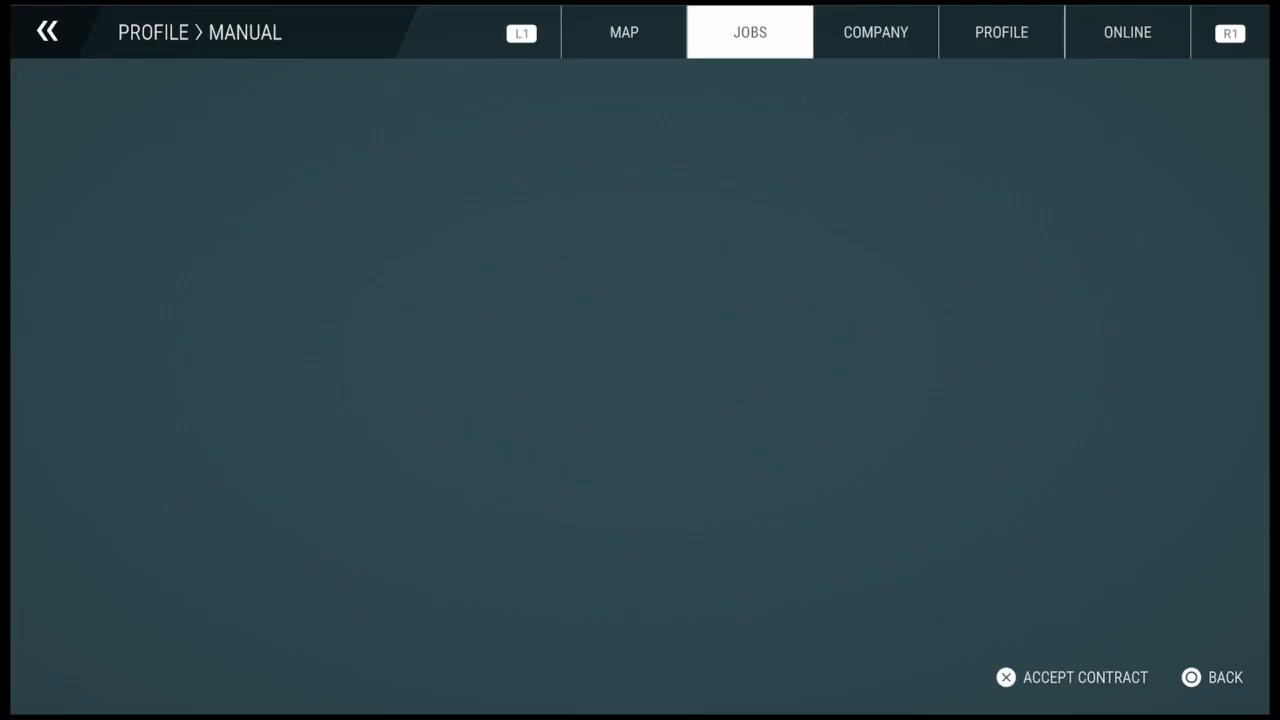 PROFILE > MANUAL
L1
MAP
JOBS
COMPANY
PROFILE
ONLINE
R1
ACCEPT CONTRACT
BACK